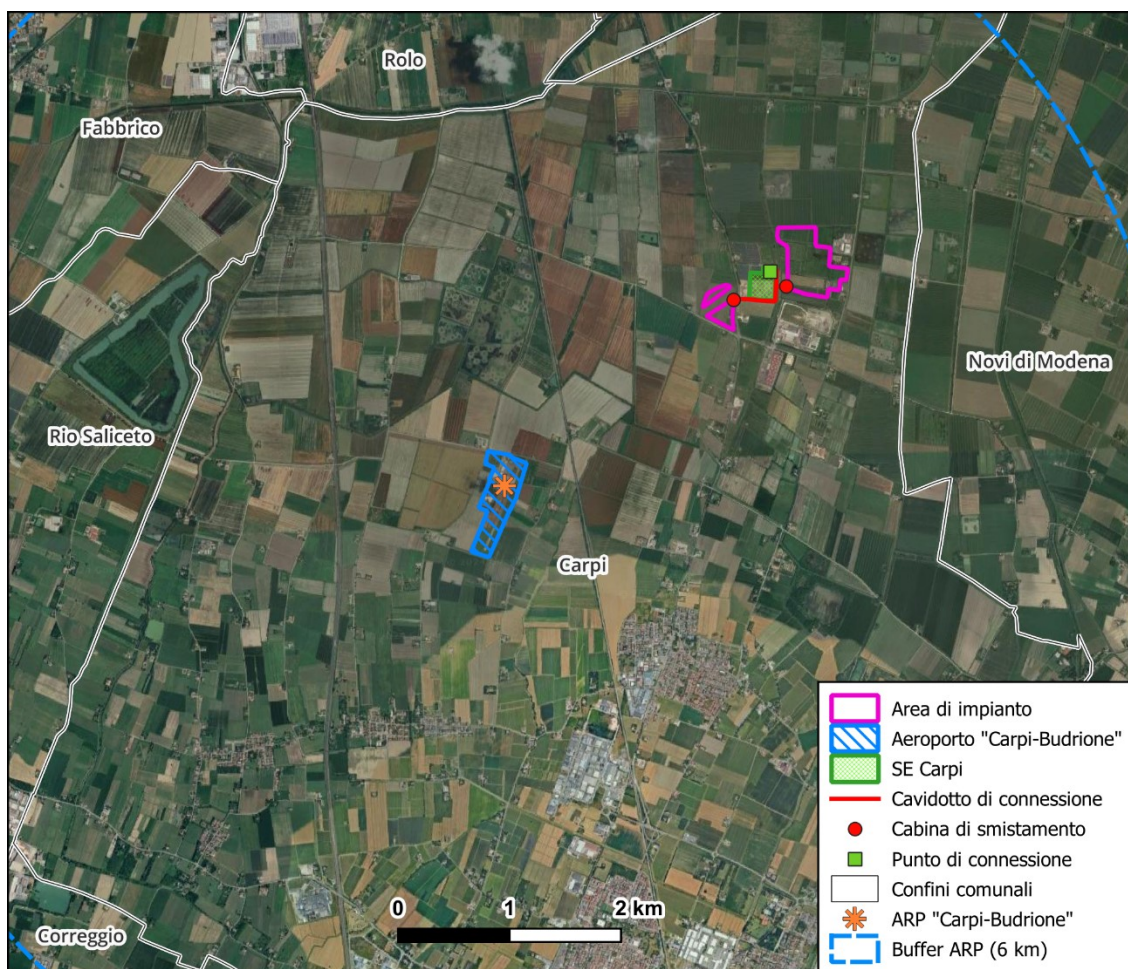 Rolo
Fabbrico
Novi di Modena
Rio Saliceto
Carpi
Correggio
0 1 2 km
Area di impianto
Aeroporto "Carpi-Budrione"
SE Carpi
Cavidotto di connessione
Cabina di smistamento
Punto di connessione
Confini comunali
ARP "Carpi-Budrione"
Buffer ARP (6 km)